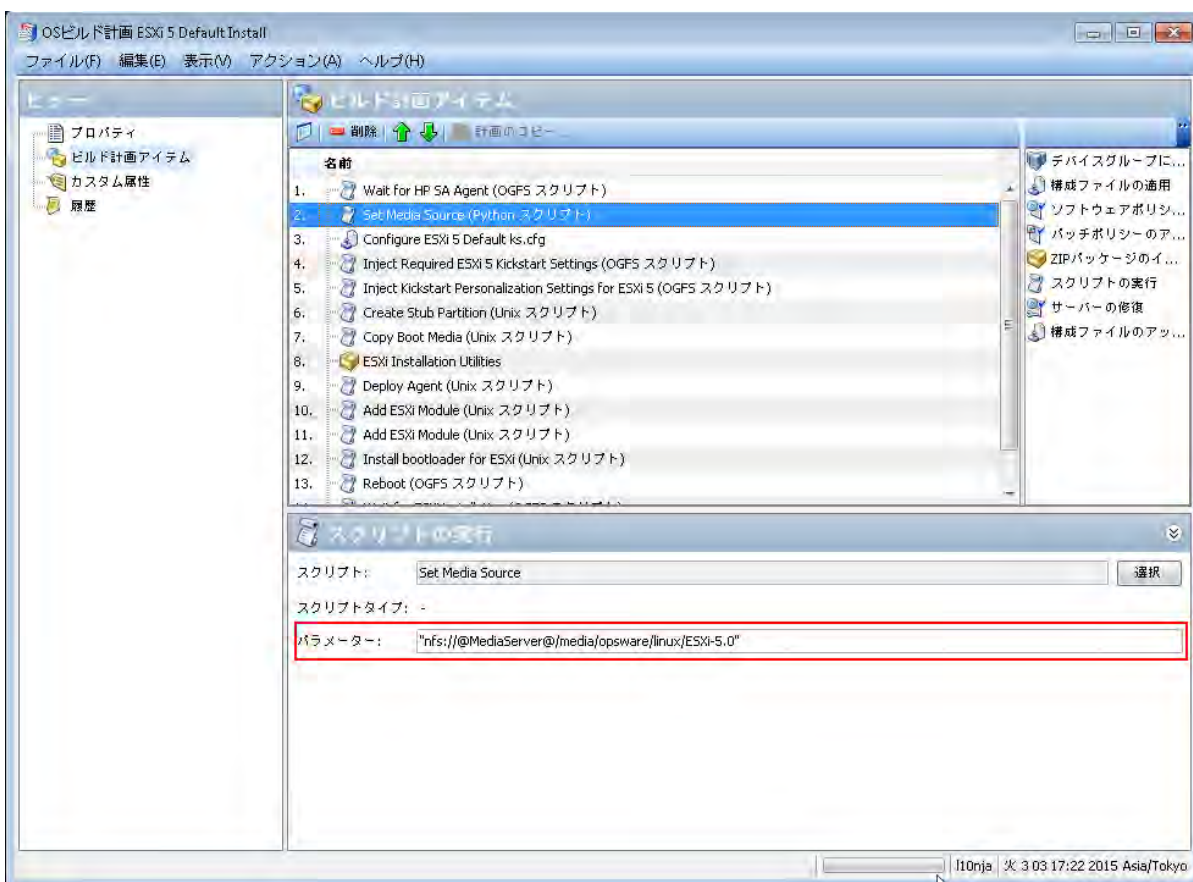 OSビルド計画 ESXi 5 Default Install
ファイル(F) 編集(E) 表示(V) アクション(A) ヘルプ(H)
ビュー
プロパティ
ビルド計画アイテム
カスタム属性
履歴
ビルド計画アイテム
削除 計画のコピー...
名前
1. Wait for HP SA Agent (OGFS スクリプト)
2. Set Media Source (Python スクリプト)
3. Configure ESXi 5 Default ks.cfg
4. Inject Required ESXi 5 Kickstart Settings (OGFS スクリプト)
5. Inject Kickstart Personalization Settings for ESXi 5 (OGFS スクリプト)
6. Create Stub Partition (Unix スクリプト)
7. Copy Boot Media (Unix スクリプト)
8. ESXi Installation Utilities
9. Deploy Agent (Unix スクリプト)
10. Add ESXi Module (Unix スクリプト)
11. Add ESXi Module (Unix スクリプト)
12. Install bootloader for ESXi (Unix スクリプト)
13. Reboot (OGFS スクリプト)
デバイスグループに...
構成ファイルの適用
ソフトウェアポリシ...
パッチポリシーのア...
ZIPパッケージのイ...
スクリプトの実行
サーバーの修復
構成ファイルのアッ...
スクリプトの実行
スクリプト: Set Media Source 選択
スクリプトタイプ: -
パラメーター: "nfs://@MediaServer@/media/opsware/linux/ESXi-5.0"
l10nja 火 3 03 17:22 2015 Asia/Tokyo